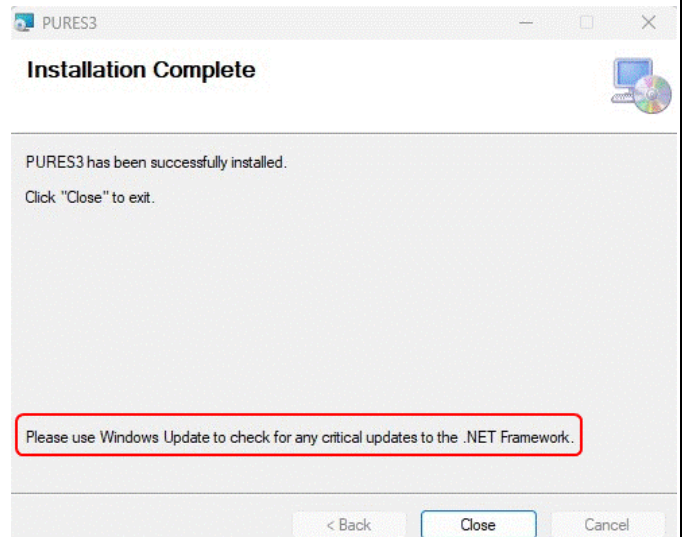 PURES3
Installation Complete
PURES3 has been successfully installed.
Click "Close" to exit.
Please use Windows Update to check for any critical updates to the .NET Framework.
< Back
Close
Cancel